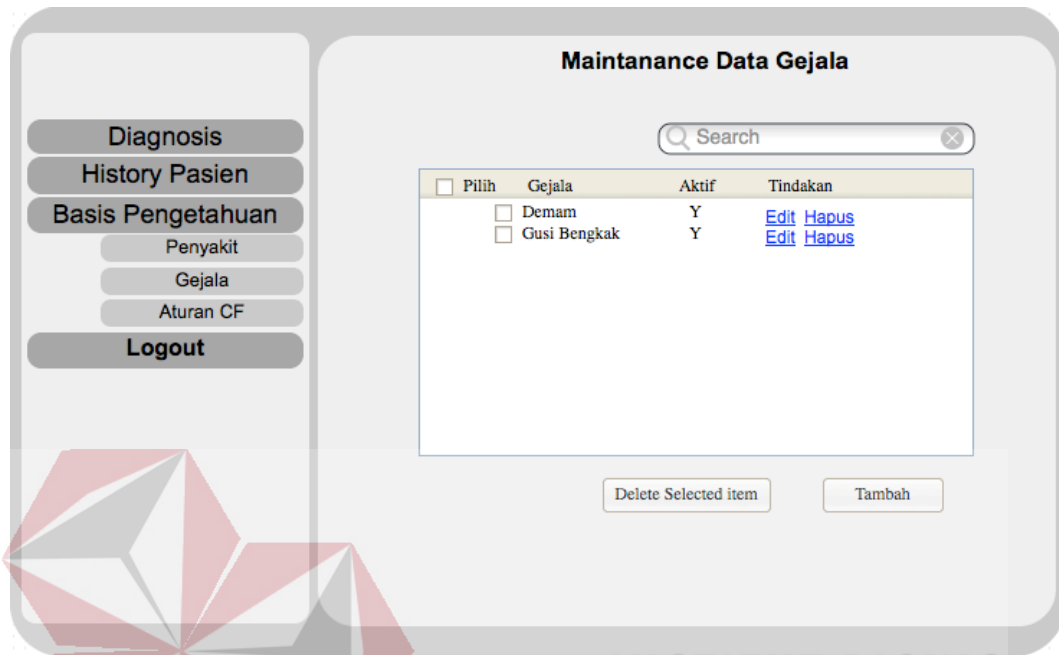 Maintanance Data Gejala
Diagnosis
History Pasien
Basis Pengetahuan
Penyakit
Gejala
Aturan CF
Logout
Search
Pilih Gejala Aktif Tindakan
Demam Y Edit Hapus
Gusi Bengkak Y Edit Hapus
Delete Selected item Tambah